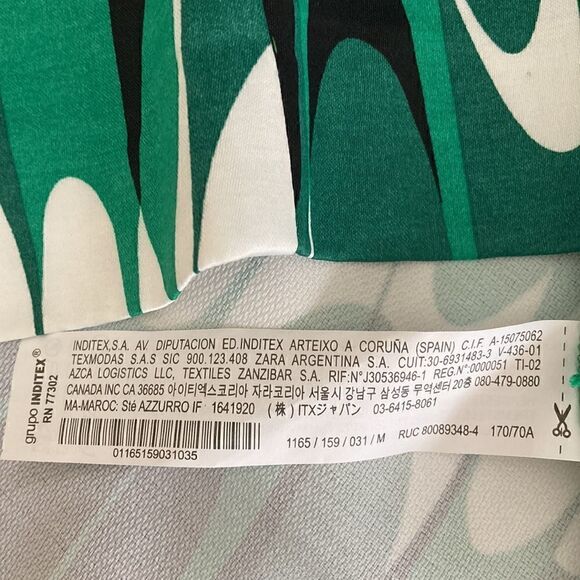 grupo INDITEX®
RN 77302
INDITEX,S.A. AV DIPUTACION ED.INDITEX ARTEIXO A CORUÑA (SPAIN) C.I.F. A-15075062
TEXMODAS S.A.S SIC 900.123.408 ZARA ARGENTINA S.A. CUIT:30-6931483-3 V-436-01
AZCA LOGISTICS LLC, TEXTILES ZANZIBAR S.A. RIF:N°J30536946-1 REG.N°:0000051 TI-02
CANADA INC CA 36685 아이티엑스코리아 자라코리아 서울시 강남구 삼성동 무역센터 20층 080-479-0880
MA-MAROC: Sté AZZURRO IF 1641920 (株) ITXジャパン 03-6415-8061
01165159031035
1165 / 159 / 031 / M RUC 80089348-4 170/70A